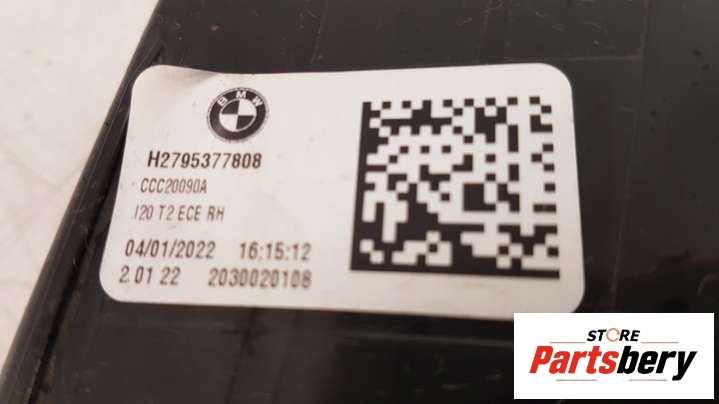 BMW
H2795377808
CCC20090A
I20 T2 ECE RH
04/01/2022 16:15:12
2.01 22 2030020108
STORE
Partsbery